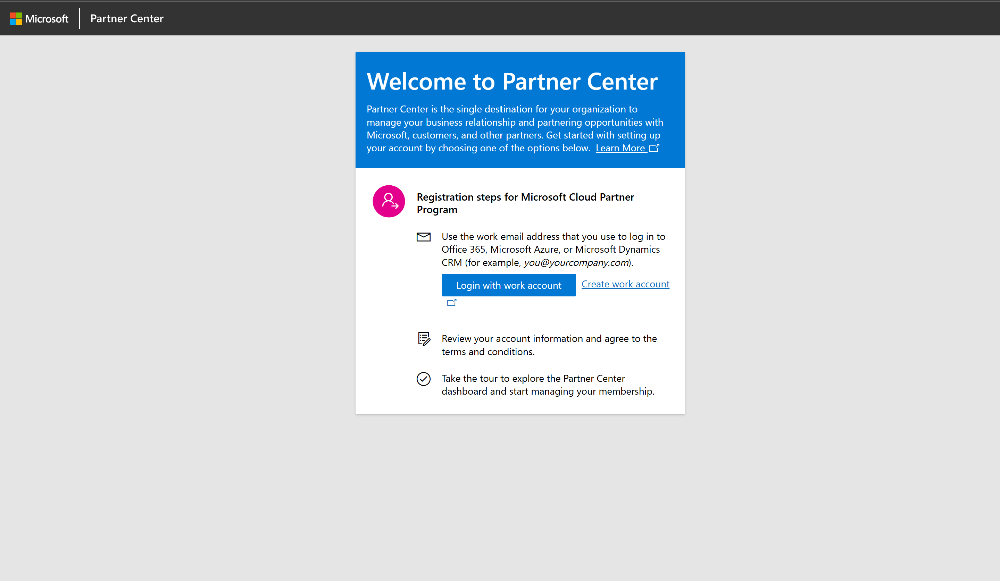 Microsoft
Partner Center
Welcome to Partner Center
Partner Center is the single destination for your organization to
manage your business relationship and partnering opportunities with
Microsoft, customers, and other partners. Get started with setting up
your account by choosing one of the options below. Learn More
Registration steps for Microsoft Cloud Partner
Program
Use the work email address that you use to log in to
Office 365, Microsoft Azure, or Microsoft Dynamics
CRM (for example, you@yourcompany.com).
Login with work account
Create work account
Review your account information and agree to the
terms and conditions.
Take the tour to explore the Partner Center
dashboard and start managing your membership.